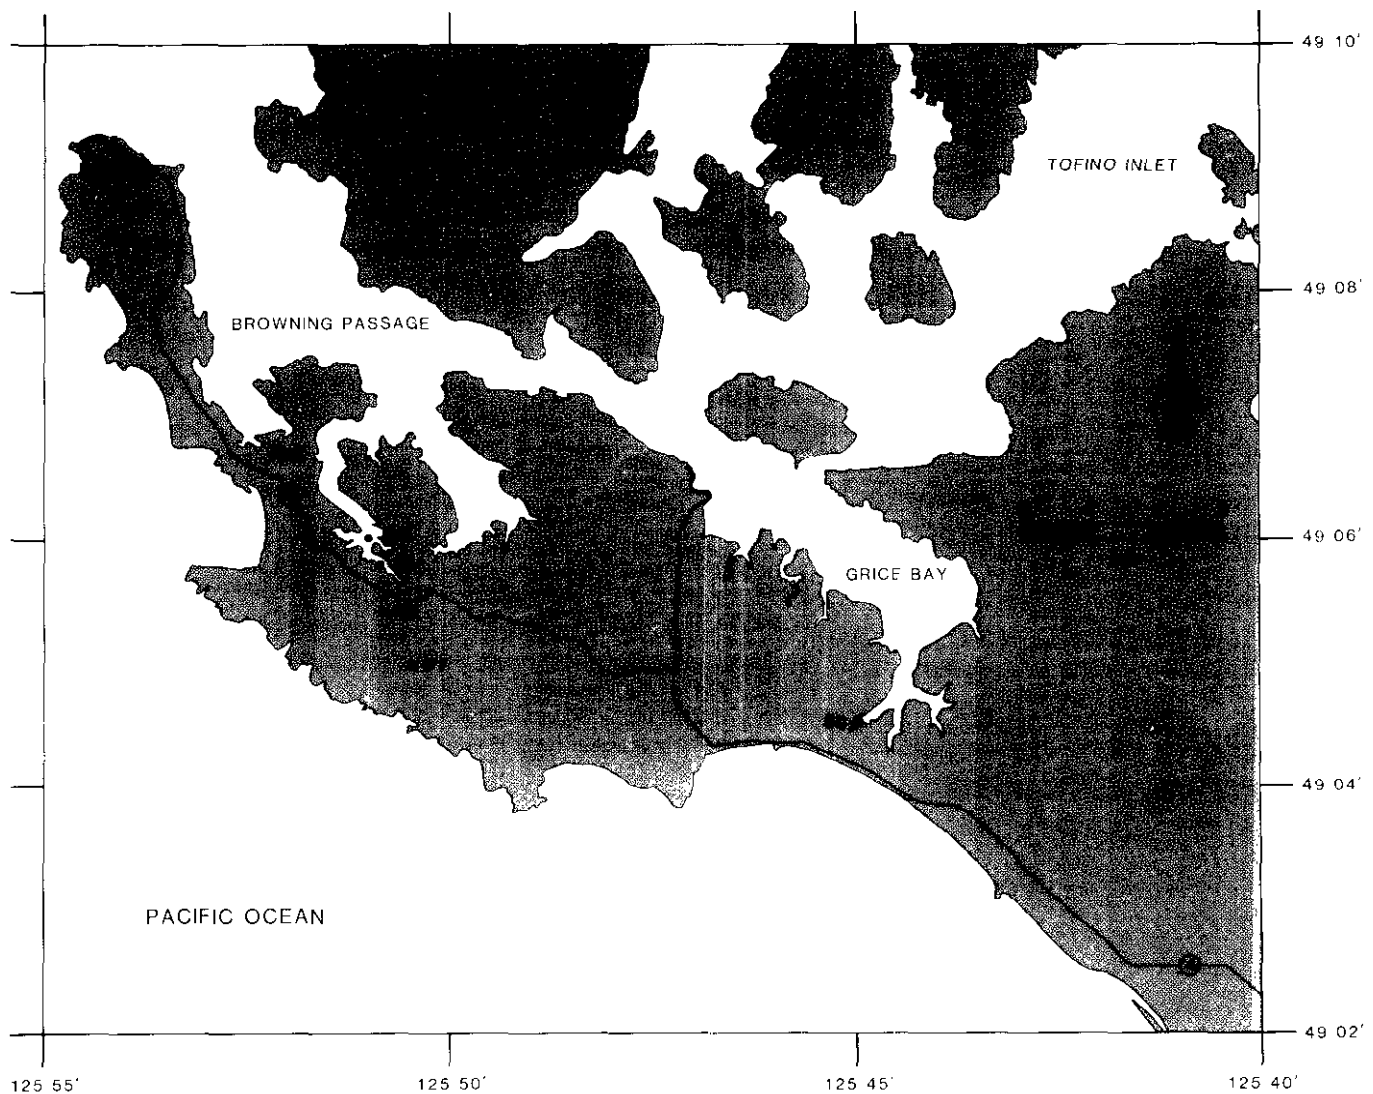 49 10'
TOFINO INLET
49 08'
BROWNING PASSAGE
49 06'
GRICE BAY
49 04'
PACIFIC OCEAN
49 02'
125 55'
125 50'
125 45'
125 40'